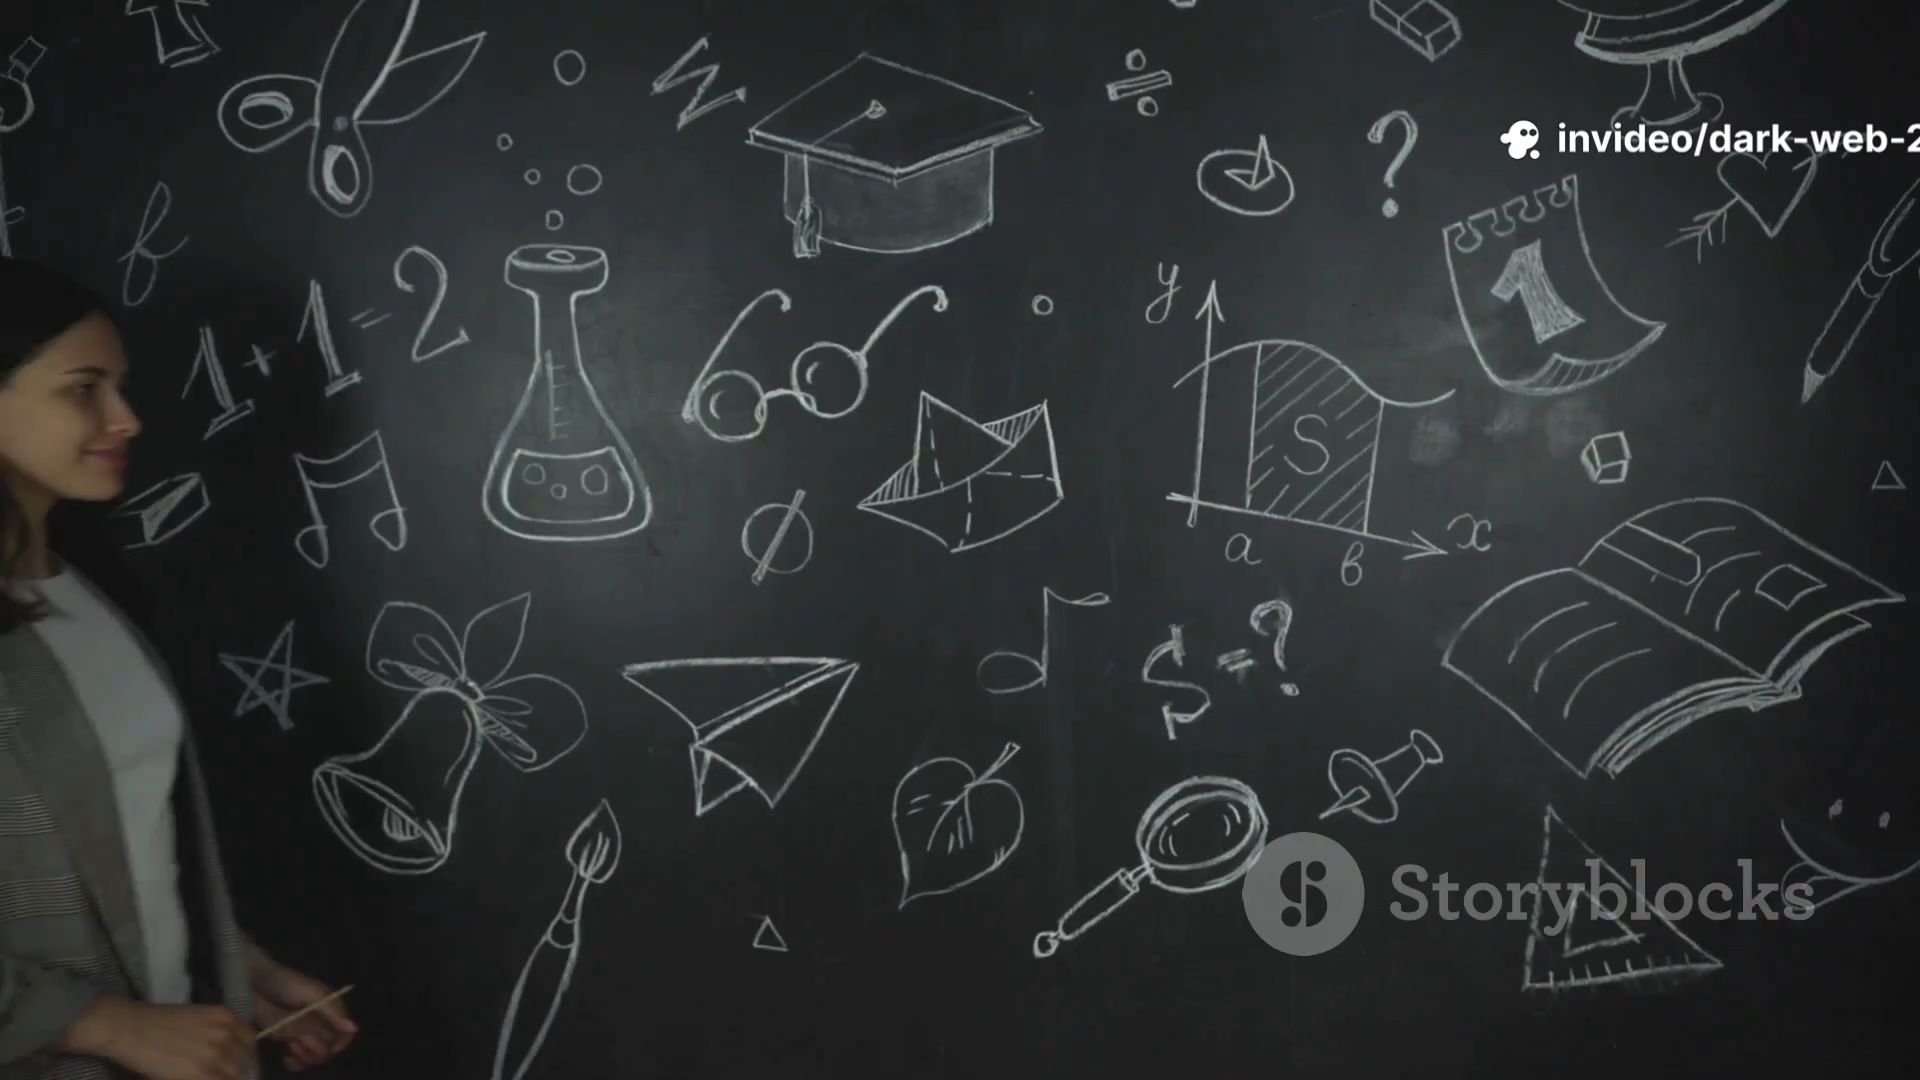 ÷
?
invideo/dark-web-2
f
1+1=2
y
1
S
x
a
b
$=?
Storyblocks